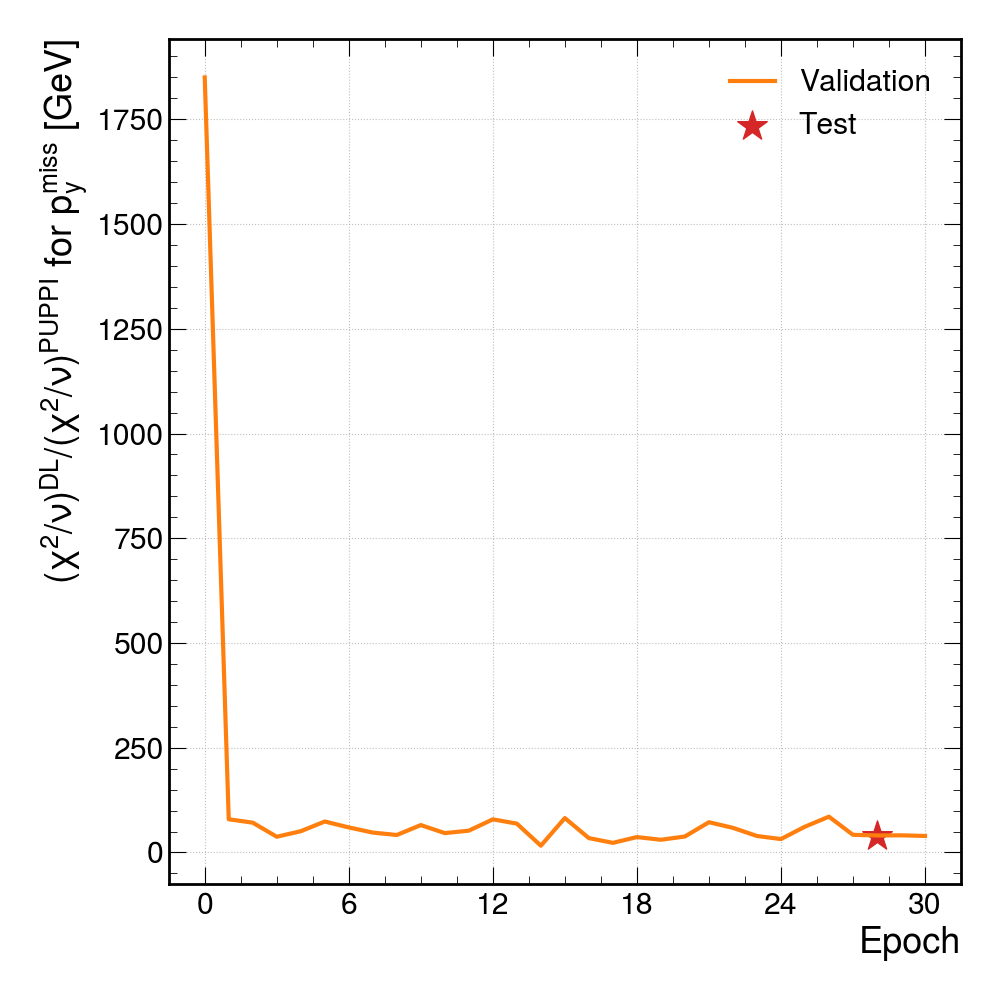 (χ²/ν)ᴰᴸ/(χ²/ν)ᴾᵁᴾᴾᴵ for p_y^miss [GeV]
1750
1500
1250
1000
750
500
250
0
0 6 12 18 24 30
Epoch
Validation
Test